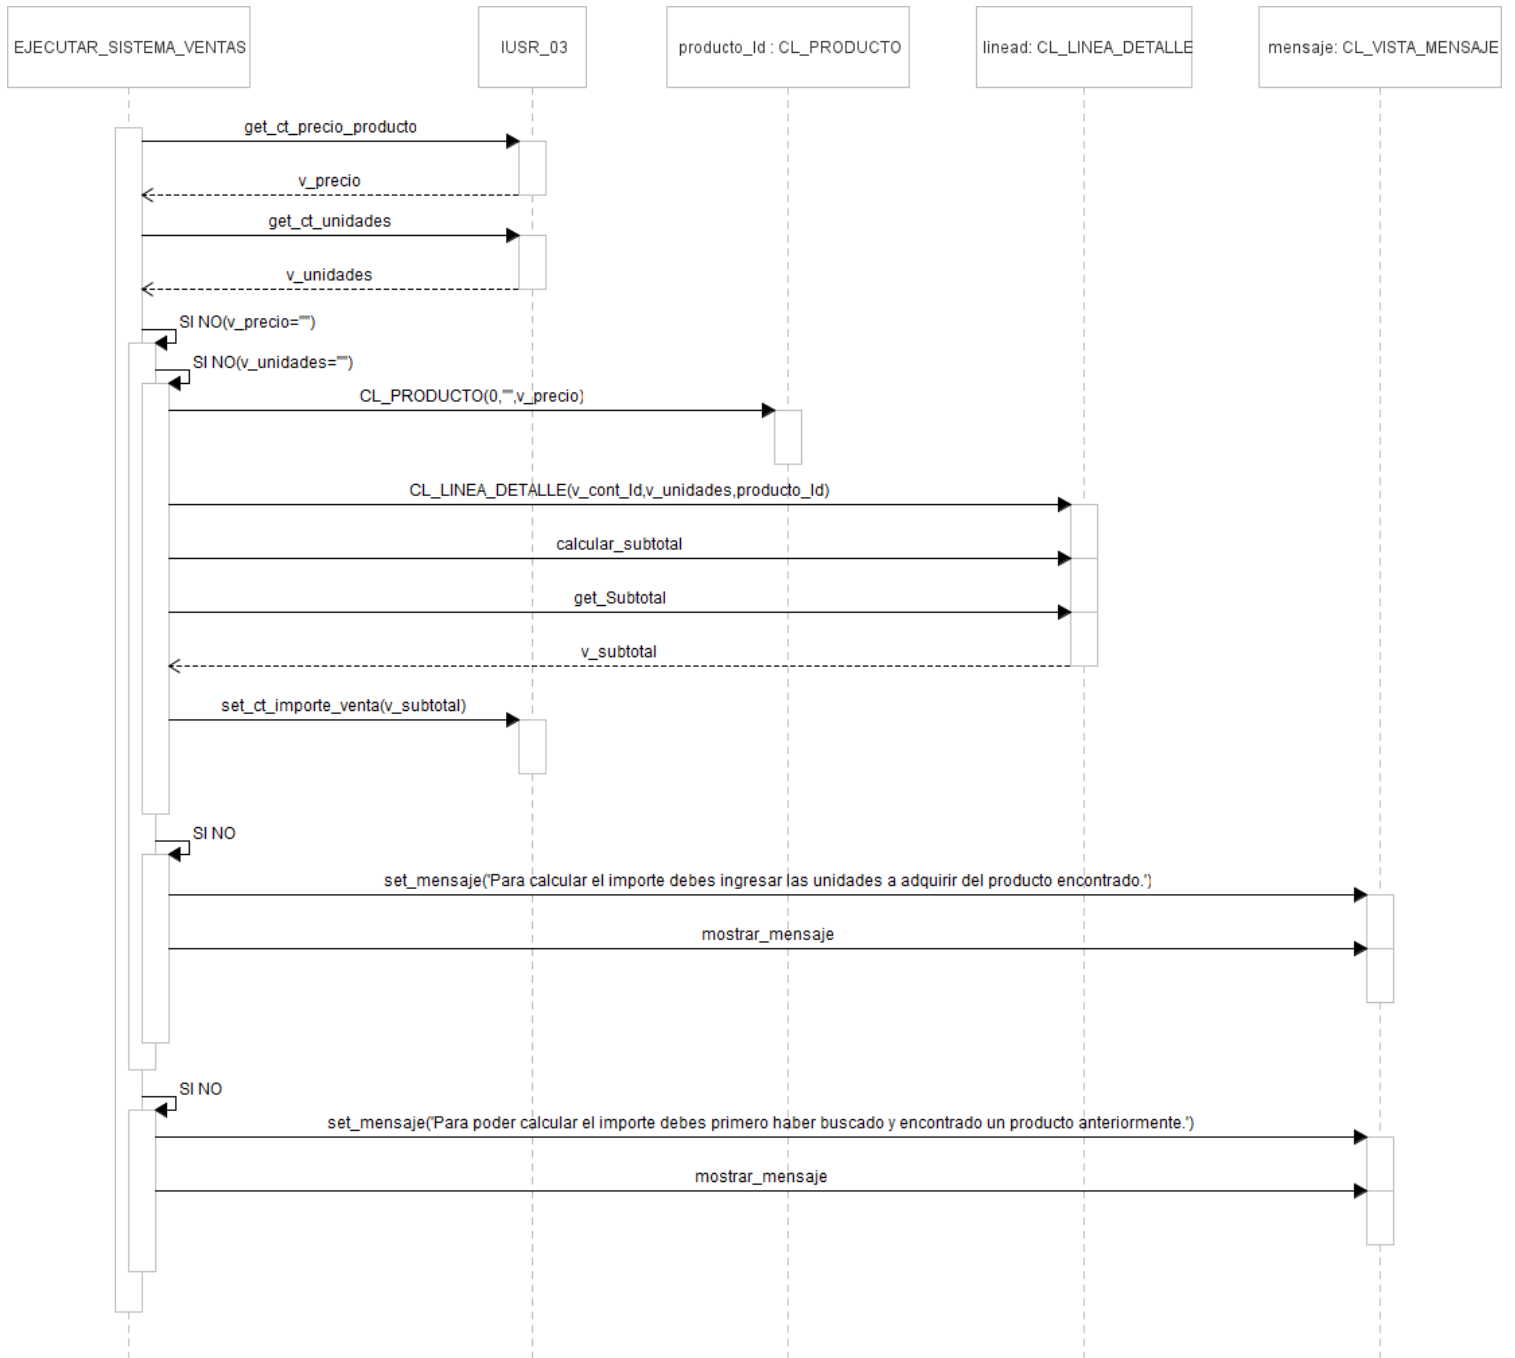 EJECUTAR_SISTEMA_VENTAS
IUSR_03
producto_ld : CL_PRODUCTO
linead: CL_LINEA_DETALLE
mensaje: CL_VISTA_MENSAJE
get_ct_precio_producto
v_precio
get_ct_unidades
v_unidades
SI NO(v_precio="")
SI NO(v_unidades="")
CL_PRODUCTO(0,"",v_precio)
CL_LINEA_DETALLE(v_cont_ld,v_unidades,producto_ld)
calcular_subtotal
get_Subtotal
v_subtotal
set_ct_importe_venta(v_subtotal)
SI NO
set_mensaje("Para calcular el importe debes ingresar las unidades a adquirir del producto encontrado.")
mostrar_mensaje
SI NO
set_mensaje("Para poder calcular el importe debes primero haber buscado y encontrado un producto anteriormente.")
mostrar_mensaje